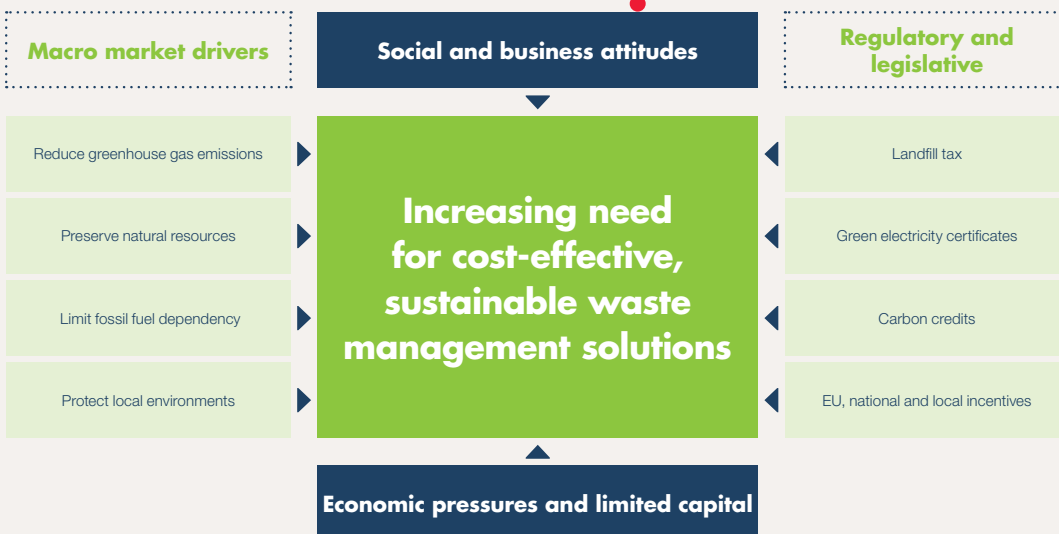 Macro market drivers
Social and business attitudes
Regulatory and
legislative
Reduce greenhouse gas emissions
Preserve natural resources
Limit fossil fuel dependency
Protect local environments
Increasing need
for cost-effective,
sustainable waste
management solutions
Landfill tax
Green electricity certificates
Carbon credits
EU, national and local incentives
Economic pressures and limited capital